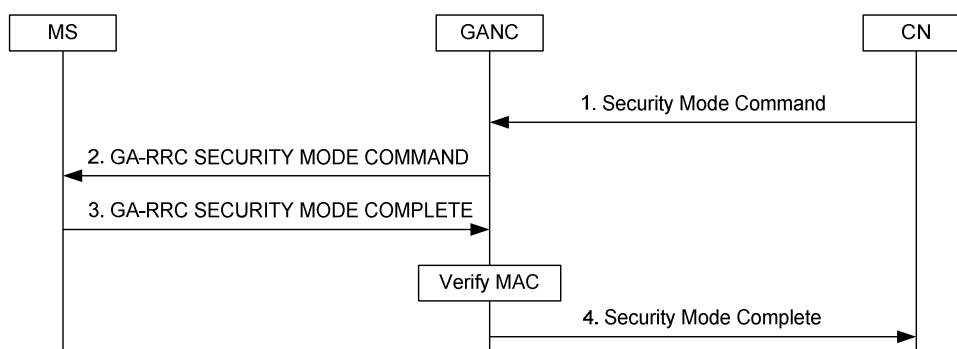 MS
GANC
CN
1. Security Mode Command
2. GA-RRC SECURITY MODE COMMAND
3. GA-RRC SECURITY MODE COMPLETE
Verify MAC
4. Security Mode Complete